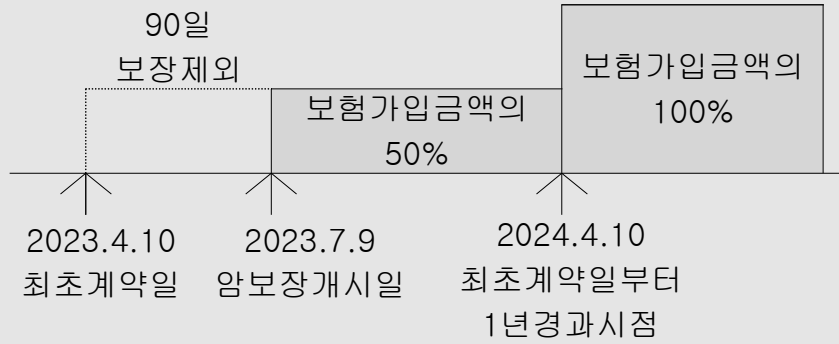 90일
보장제외
보험가입금액의
50%
보험가입금액의
100%
2023.4.10
최초계약일
2023.7.9
암보장개시일
2024.4.10
최초계약일부터
1년경과시점